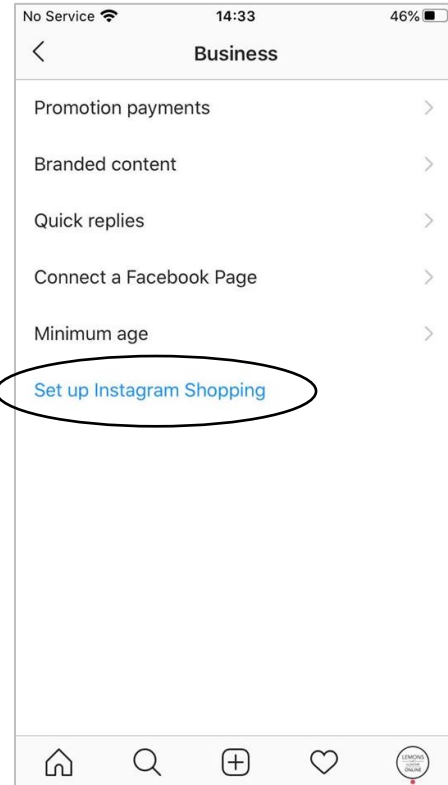 No Service 14:33 46%
Business
Promotion payments
Branded content
Quick replies
Connect a Facebook Page
Minimum age
Set up Instagram Shopping
LEMONS
ONLINE